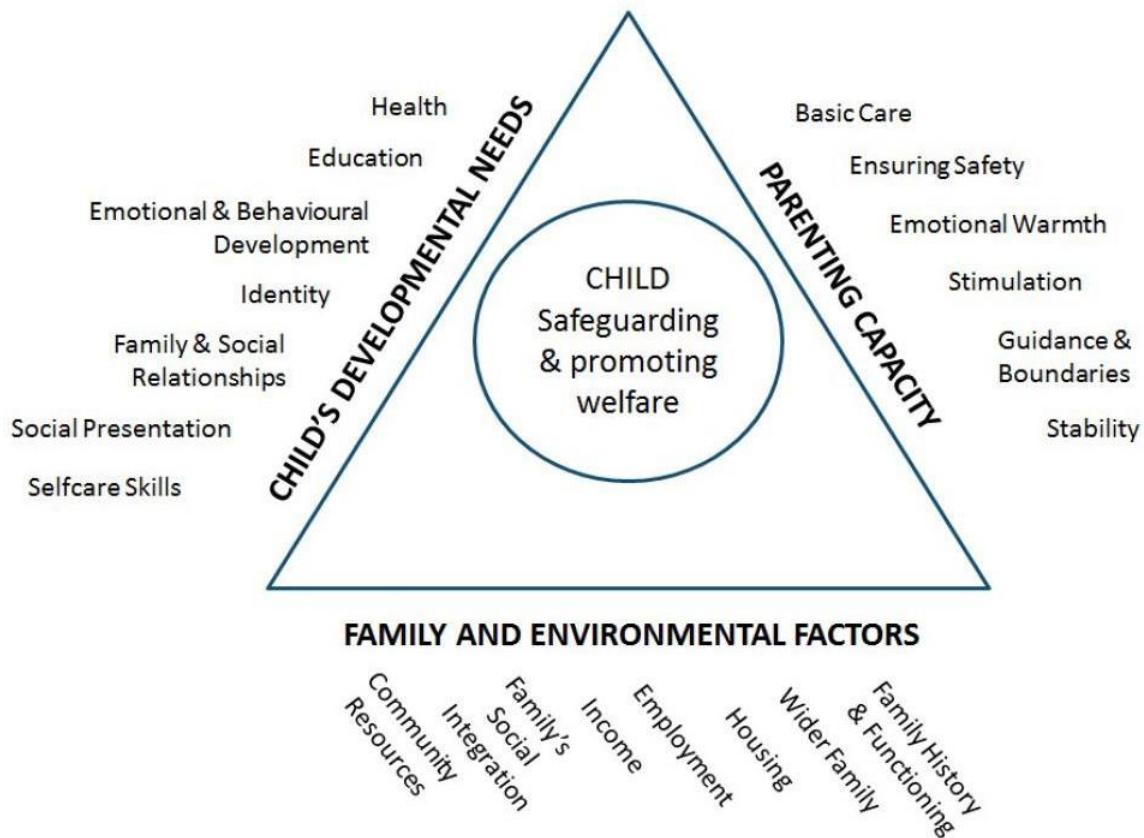 Health
Education
Emotional & Behavioural
Development
Identity
Family & Social
Relationships
Social Presentation
Selfcare Skills
CHILD'S DEVELOPMENTAL NEEDS
CHILD
Safeguarding
& promoting
welfare
PARENTING CAPACITY
Basic Care
Ensuring Safety
Emotional Warmth
Stimulation
Guidance &
Boundaries
Stability
FAMILY AND ENVIRONMENTAL FACTORS
Community
Resources
Family's
Social
Integration
Income
Employment
Housing
Wider Family
Family History
& Functioning